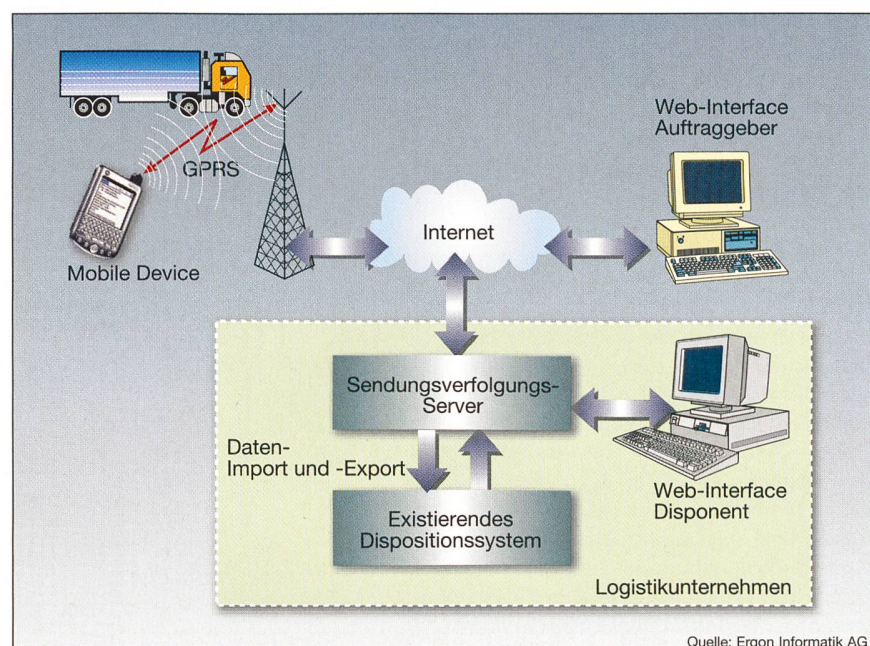 GPRS
Mobile Device
Internet
Web-Interface
Auftraggeber
Sendungsverfolgungs-
Server
Daten-
Import und -Export
Existierendes
Dispositionssystem
Web-Interface
Disponent
Logistikunternehmen
Quelle: Ergon Informatik AG